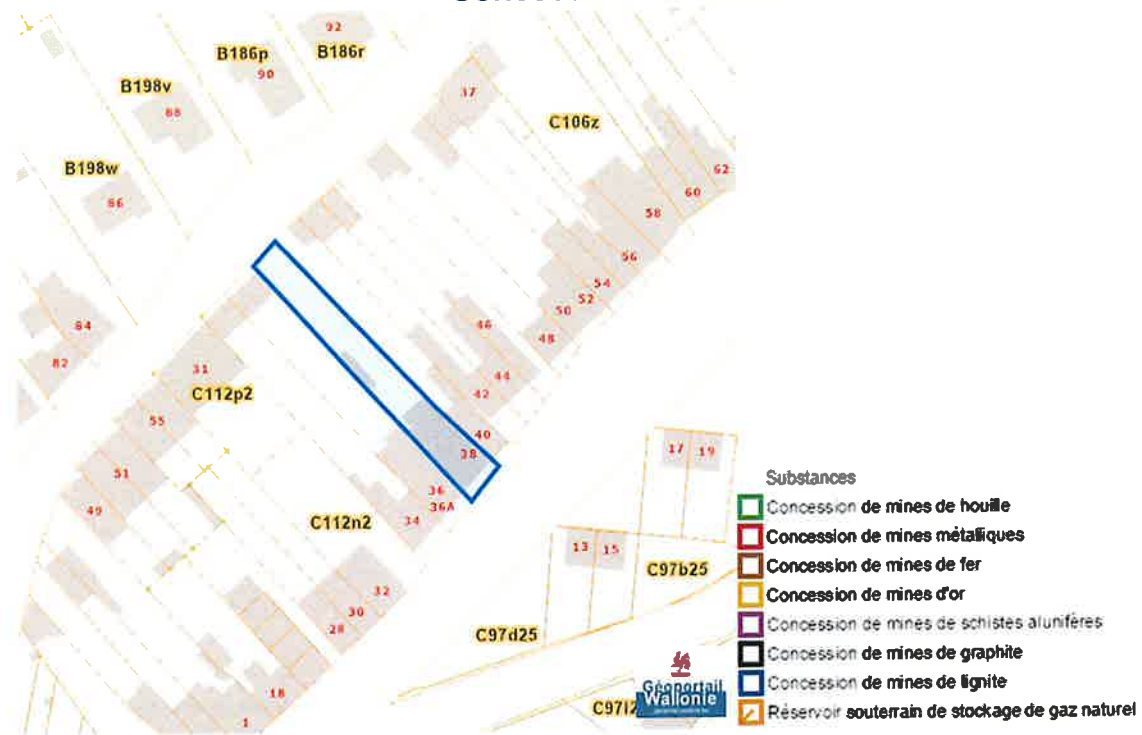 92
B186p
B186r
90
B198v
88
37
C106z
B198w
62
60
86
58
56
54
52
50
46
84
48
82
31
44
C112p2
42
55
40
17 19
38
51
36
49
36A
34
C112n2
13 15
C97b25
32
30
28
C97d25
18
1
Géoportail
Wallonie
C97l2
Substances
Concession de mines de houille
Concession de mines métalliques
Concession de mines de fer
Concession de mines d'or
Concession de mines de schistes alunifères
Concession de mines de graphite
Concession de mines de lignite
Réservoir souterrain de stockage de gaz naturel